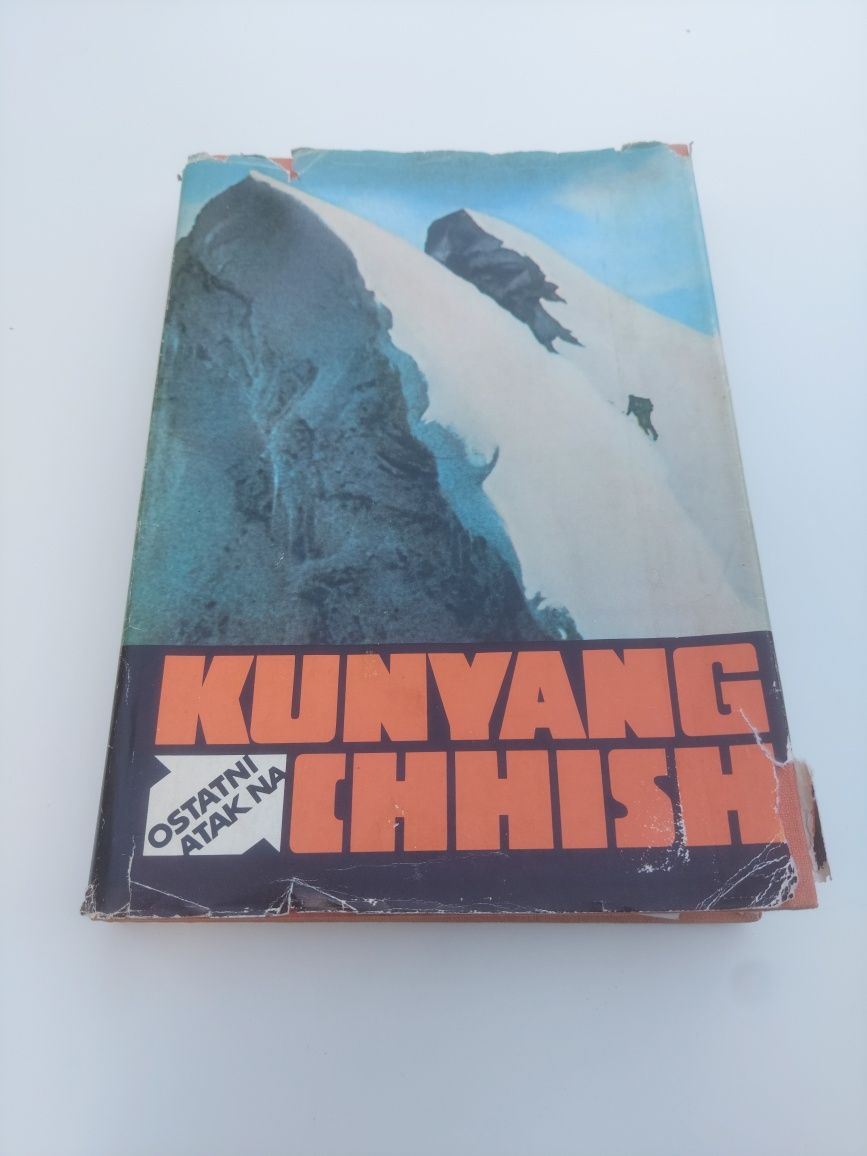 KUNYANG
OSTATNI
ATAK NA
CHHISH